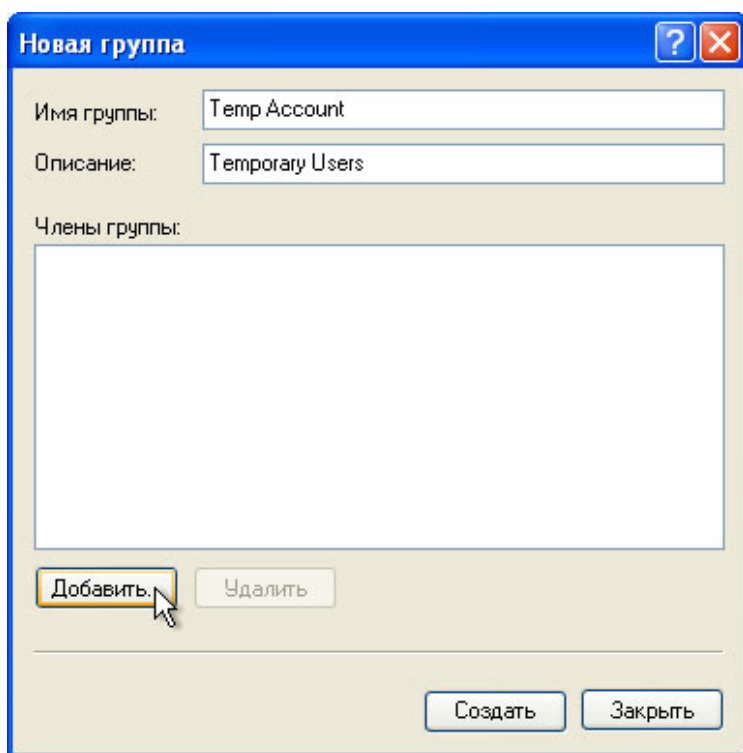 Новая группа
Имя группы: Temp Account
Описание: Temporary Users
Члены группы:
Добавить... Удалить
Создать Закрыть